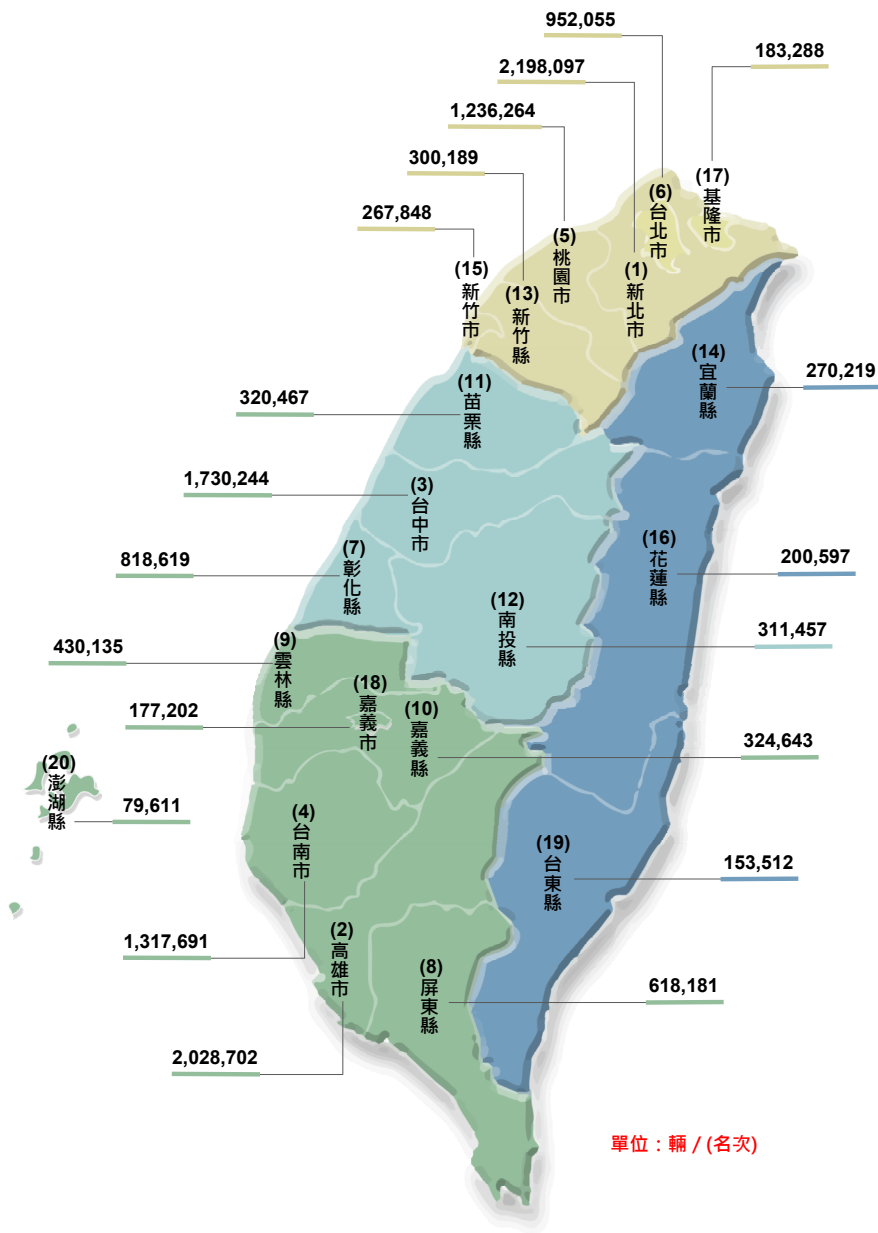 952,055
183,288
2,198,097
1,236,264
300,189
267,848
(17)
基隆市
(6)
台北市
(5)
桃園市
(1)
新北市
(15)
新竹市
(13)
新竹縣
(14)
宜蘭縣
270,219
(11)
苗栗縣
320,467
(3)
台中市
1,730,244
(7)
彰化縣
818,619
(16)
花蓮縣
200,597
(12)
南投縣
311,457
(9)
雲林縣
430,135
(18)
嘉義市
177,202
(10)
嘉義縣
324,643
(20)
澎湖縣
79,611
(4)
台南市
1,317,691
(19)
台東縣
153,512
(2)
高雄市
2,028,702
(8)
屏東縣
618,181
單位：輛 / (名次)